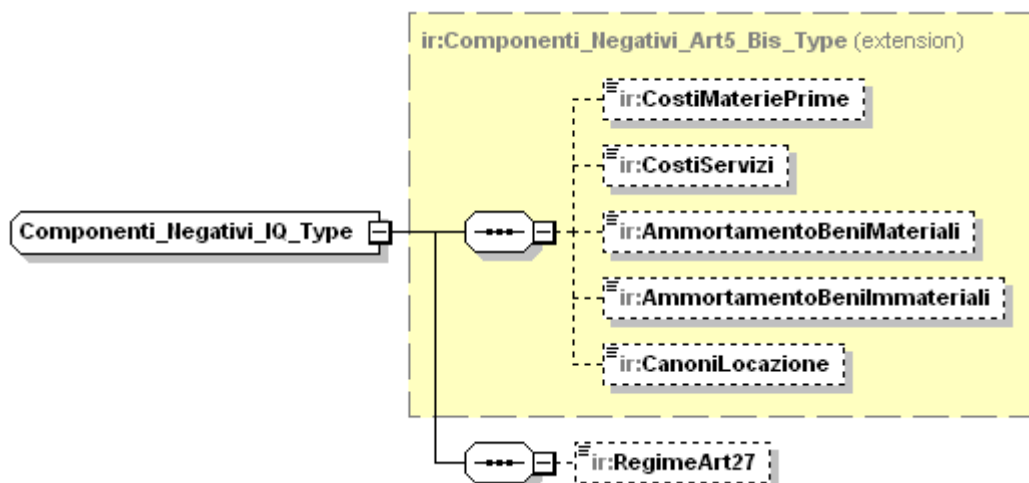 ir:Componenti_Negativi_Art5_Bis_Type (extension)
ir:CostiMateriePrime
ir:CostiServizi
Componenti_Negativi_IQ_Type
ir:AmmortamentoBeniMateriali
ir:AmmortamentoBeniImmateriali
ir:CanoniLocazione
ir:RegimeArt27